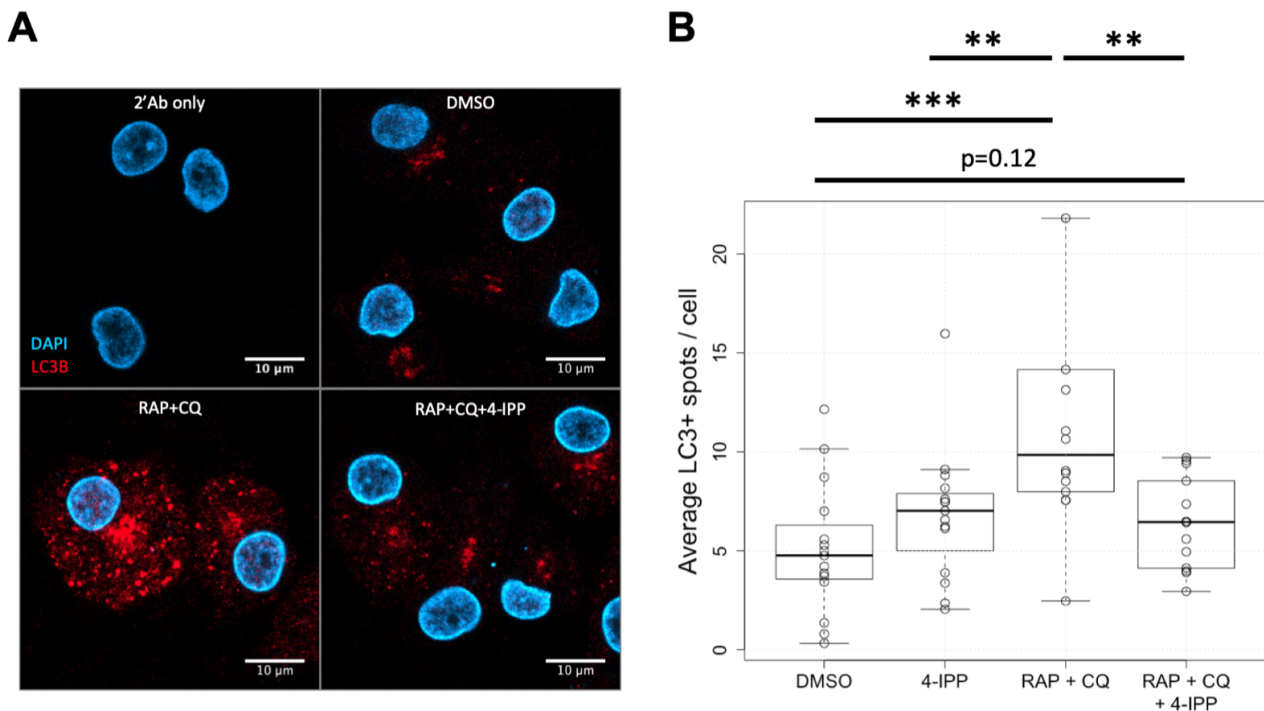 A
2'Ab only
DMSO
DAPI
LC3B
10 μm
10 μm
RAP+CQ
RAP+CQ+4-IPP
10 μm
10 μm
B
** **
***
p=0.12
Average LC3+ spots / cell
20
15
10
5
0
DMSO
4-IPP
RAP + CQ
RAP + CQ
+ 4-IPP